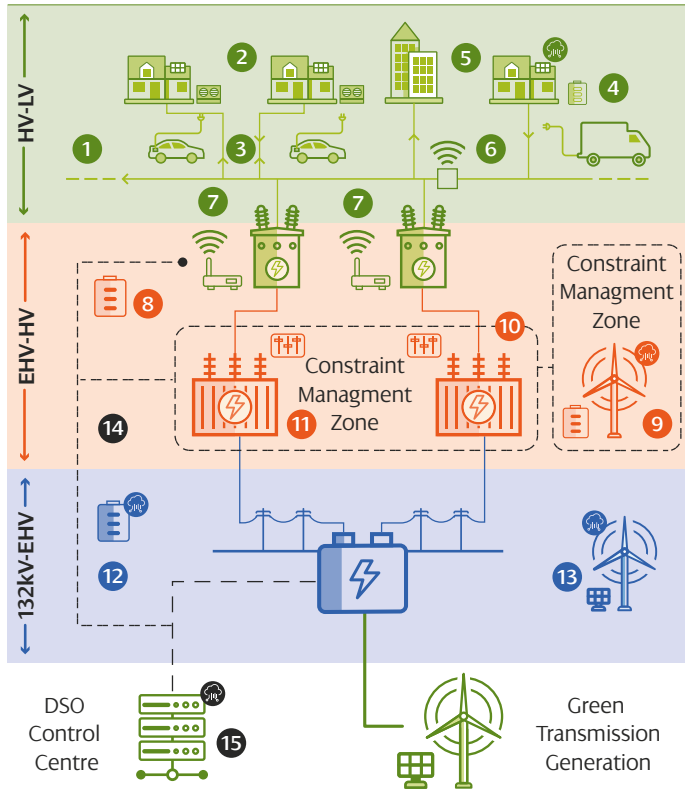 HV-LV
1
2
3
4
5
6
7
7
EHV-HV
8
Constraint
Managment
Zone
9
10
Constraint
Managment
Zone
11
14
132kV-EHV
12
13
DSO
Control
Centre
15
Green
Transmission
Generation